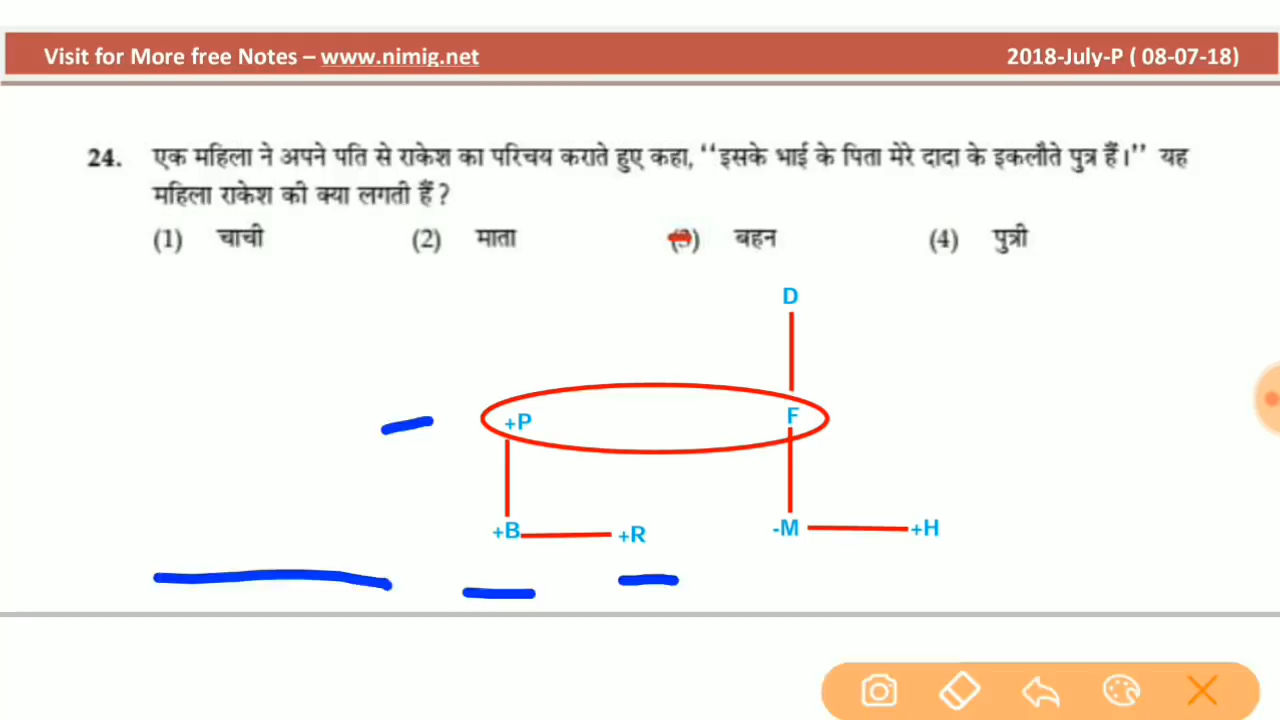 Visit for More free Notes – www.nimig.net
2018-July-P ( 08-07-18)
24. एक महिला ने अपने पति से राकेश का परिचय कराते हुए कहा, ‘‘इसके भाई के पिता मेरे दादा के इकलौते पुत्र हैं।’’ यह
महिला राकेश की क्या लगती हैं ?
(1) चाची (2) माता (3) बहन (4) पुत्री
D
+P F
+B +R -M +H